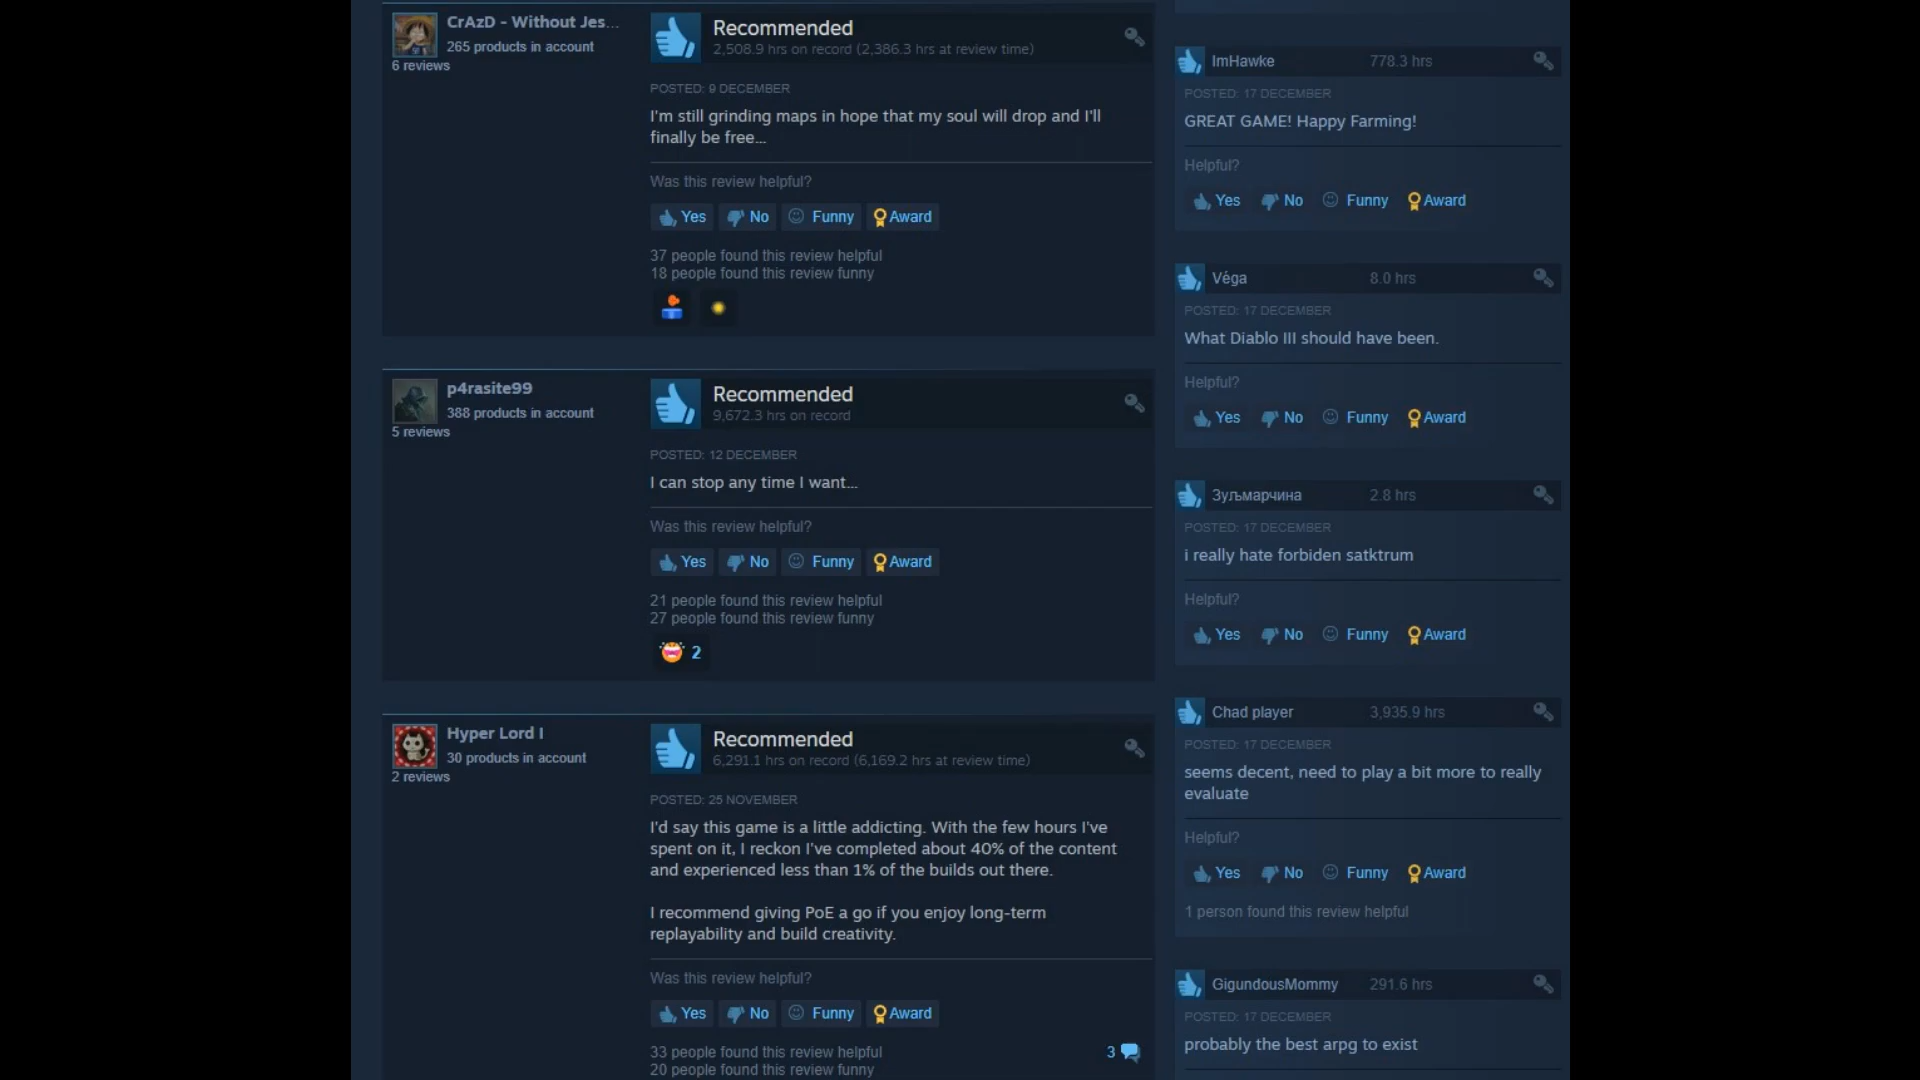 CrAzD - Without Jes...
265 products in account
6 reviews
Recommended
2,508.9 hrs on record (2,386.3 hrs at review time)
POSTED: 9 DECEMBER
I'm still grinding maps in hope that my soul will drop and I'll
finally be free...
Was this review helpful?
Yes No Funny Award
37 people found this review helpful
18 people found this review funny
p4rasite99
388 products in account
5 reviews
Recommended
9,672.3 hrs on record
POSTED: 12 DECEMBER
I can stop any time I want...
Was this review helpful?
Yes No Funny Award
21 people found this review helpful
27 people found this review funny
2
Hyper Lord I
30 products in account
2 reviews
Recommended
6,291.1 hrs on record (6,169.2 hrs at review time)
POSTED: 25 NOVEMBER
I'd say this game is a little addicting. With the few hours I've
spent on it, I reckon I've completed about 40% of the content
and experienced less than 1% of the builds out there.
I recommend giving PoE a go if you enjoy long-term
replayability and build creativity.
Was this review helpful?
Yes No Funny Award
33 people found this review helpful
3
20 people found this review funny
ImHawke 778.3 hrs
POSTED: 17 DECEMBER
GREAT GAME! Happy Farming!
Helpful?
Yes No Funny Award
Véga 8.0 hrs
POSTED: 17 DECEMBER
What Diablo III should have been.
Helpful?
Yes No Funny Award
Зуљмарчина 2.8 hrs
POSTED: 17 DECEMBER
i really hate forbiden satktrum
Helpful?
Yes No Funny Award
Chad player 3,935.9 hrs
POSTED: 17 DECEMBER
seems decent, need to play a bit more to really
evaluate
Helpful?
Yes No Funny Award
1 person found this review helpful
GigundousMommy 291.6 hrs
POSTED: 17 DECEMBER
probably the best arpg to exist